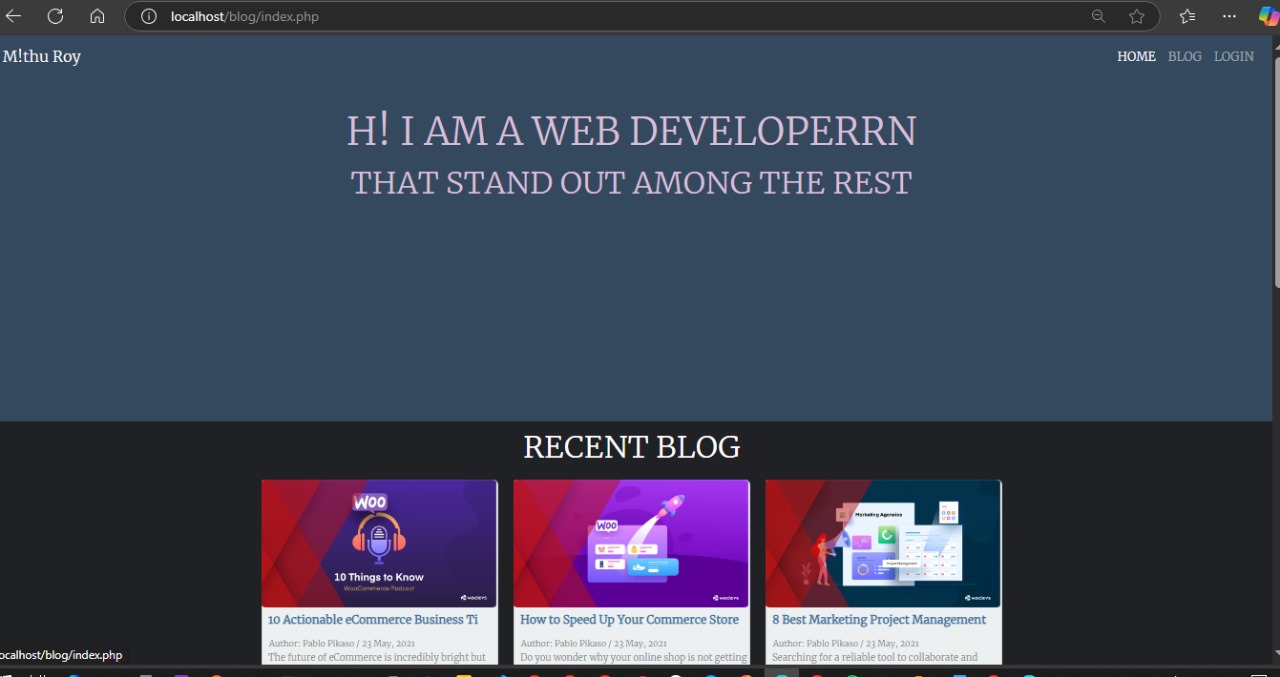 localhost/blog/index.php
M!thu Roy
HOME BLOG LOGIN
H! I AM A WEB DEVELOPERRN
THAT STAND OUT AMONG THE REST
RECENT BLOG
WOO
10 Things to Know
WooCommerce Podcast
wedevs
WOO
wedevs
Marketing Agencies
Project Management
wedevs
10 Actionable eCommerce Business Ti
How to Speed Up Your Commerce Store
8 Best Marketing Project Management
Author: Pablo Pikaso / 23 May, 2021
Author: Pablo Pikaso / 23 May, 2021
Author: Pablo Pikaso / 23 May, 2021
The future of eCommerce is incredibly bright but
Do you wonder why your online shop is not getting
Searching for a reliable tool to collaborate and
ocalhost/blog/index.php